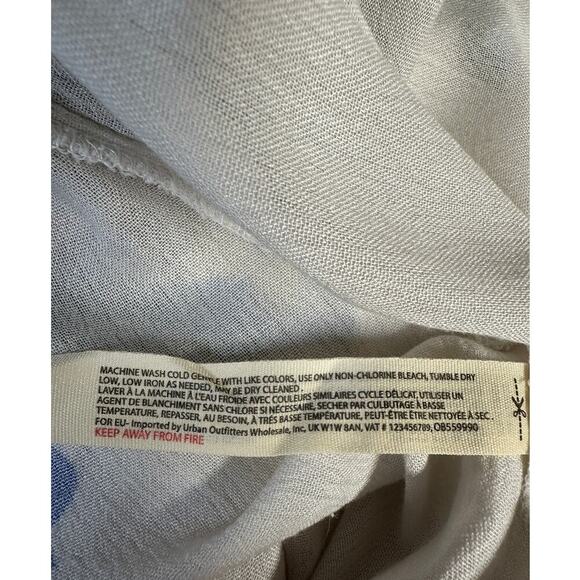 MACHINE WASH COLD GENTLE WITH LIKE COLORS, USE ONLY NON-CHLORINE BLEACH, TUMBLE DRY
LOW, LOW IRON AS NEEDED, MAY BE DRY CLEANED.
LAVER À LA MACHINE À L'EAU FROIDE AVEC COULEURS SIMILAIRES CYCLE DÉLICAT, UTILISER UN
AGENT DE BLANCHIMENT SANS CHLORE SI NÉCESSAIRE, SECHER PAR CULBUTAGE À BASSE
TEMPÉRATURE, REPASSER, AU BESOIN, À TRÈS BASSE TEMPÉRATURE, PEUT-ÊTRE ÊTRE NETTOYÉE À SEC.
FOR EU- Imported by Urban Outfitters Wholesale, Inc, UK W1W 8AN, VAT # 123456789, OB559990
KEEP AWAY FROM FIRE